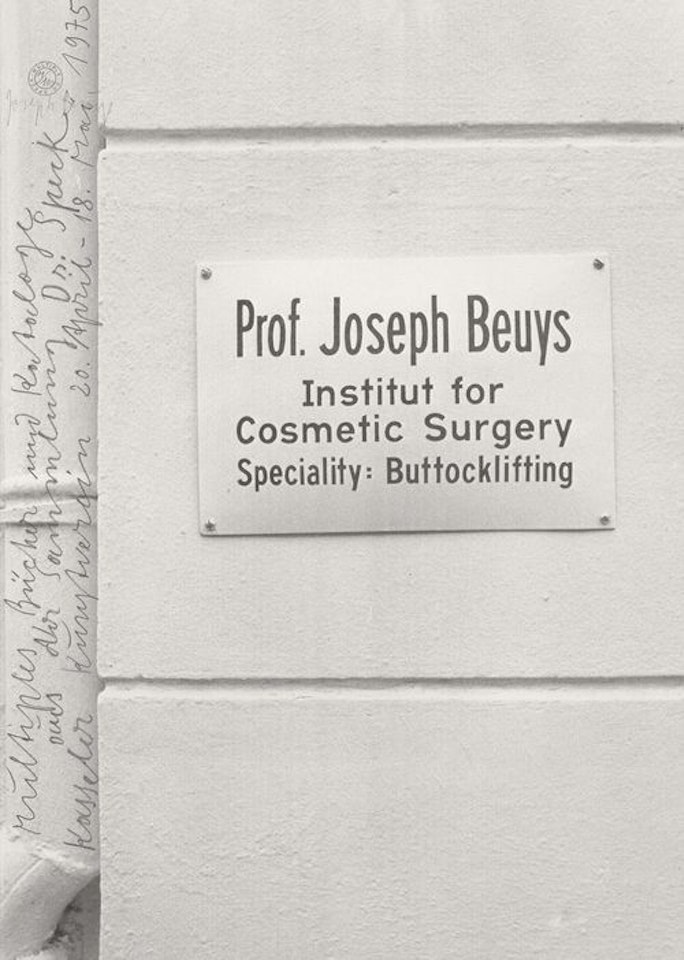 Multiples, Bücher und Kataloge
aus der Sammlung Dr. Speck
Kasseler Kunstverein 20. April - 18. Mai. 1975
Joseph
Prof. Joseph Beuys
Institut for
Cosmetic Surgery
Speciality: Buttocklifting